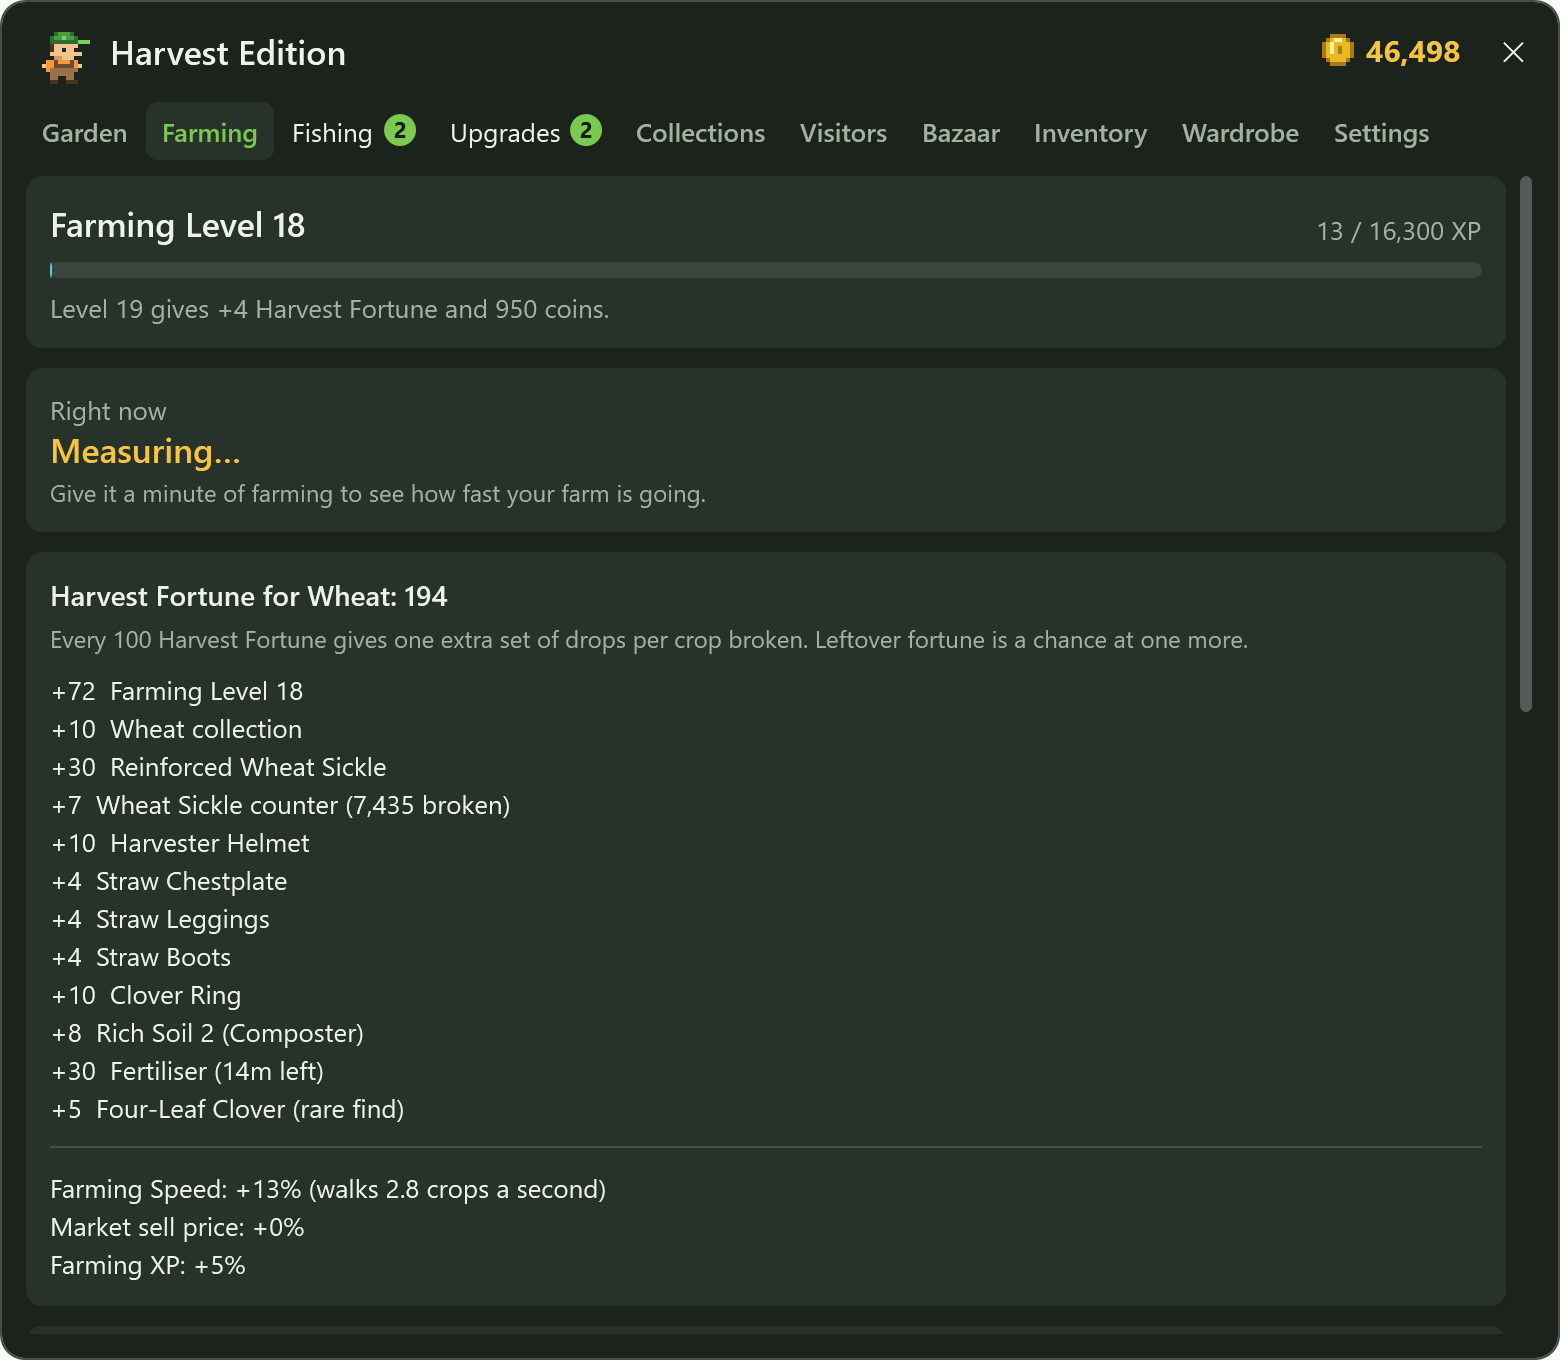 Harvest Edition
46,498
Garden
Farming
Fishing 2
Upgrades 2
Collections
Visitors
Bazaar
Inventory
Wardrobe
Settings
Farming Level 18
13 / 16,300 XP
Level 19 gives +4 Harvest Fortune and 950 coins.
Right now
Measuring...
Give it a minute of farming to see how fast your farm is going.
Harvest Fortune for Wheat: 194
Every 100 Harvest Fortune gives one extra set of drops per crop broken. Leftover fortune is a chance at one more.
+72 Farming Level 18
+10 Wheat collection
+30 Reinforced Wheat Sickle
+7 Wheat Sickle counter (7,435 broken)
+10 Harvester Helmet
+4 Straw Chestplate
+4 Straw Leggings
+4 Straw Boots
+10 Clover Ring
+8 Rich Soil 2 (Composter)
+30 Fertiliser (14m left)
+5 Four-Leaf Clover (rare find)
Farming Speed: +13% (walks 2.8 crops a second)
Market sell price: +0%
Farming XP: +5%